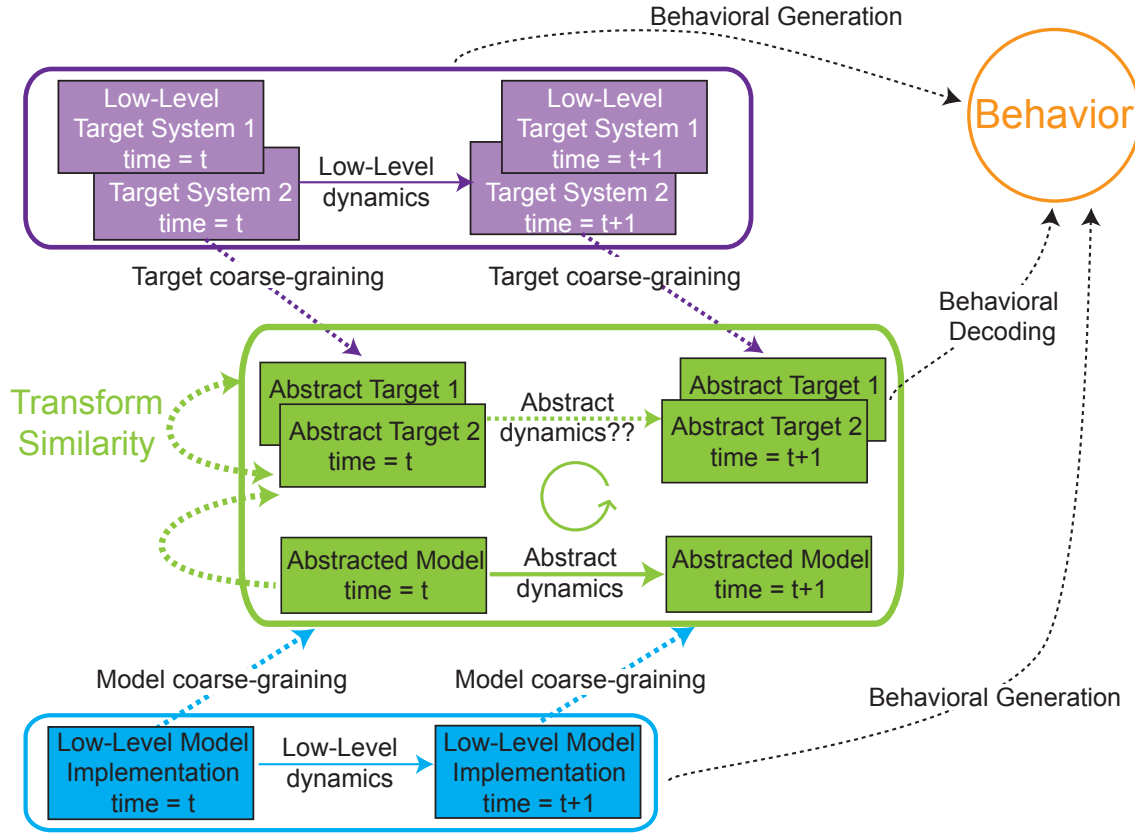 Behavioral Generation
Behavior
Low-Level
Target System 1
time = t
Target System 2
time = t
Low-Level
dynamics
Low-Level
Target System 1
time = t+1
Target System 2
time = t+1
Target coarse-graining
Target coarse-graining
Behavioral
Decoding
Transform
Similarity
Abstract Target 1
Abstract Target 2
time = t
Abstract
dynamics??
Abstract Target 1
Abstract Target 2
time = t+1
Abstracted Model
time = t
Abstract
dynamics
Abstracted Model
time = t+1
Model coarse-graining
Model coarse-graining
Behavioral Generation
Low-Level Model
Implementation
time = t
Low-Level
dynamics
Low-Level Model
Implementation
time = t+1